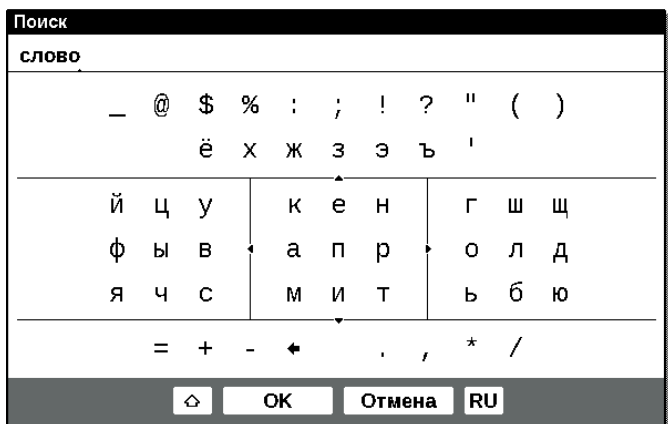 Поиск
слово
_ @ $ % : ; ! ? " ( )
ё х ж з э ъ '
й ц у к е н г ш щ
ф ы в а п р о л д
я ч с м и т ь б ю
= + - ← . , * /
OK Отмена RU